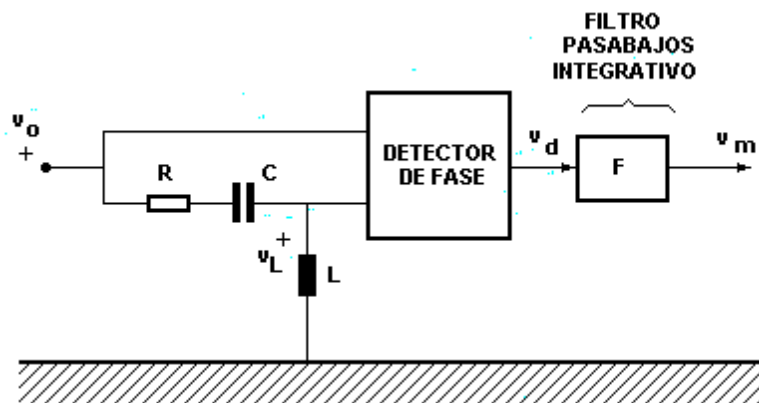 FILTRO
PASABAJOS
INTEGRATIVO
v o
+
R
C
DETECTOR
DE FASE
v d
F
v m
+
v L
L